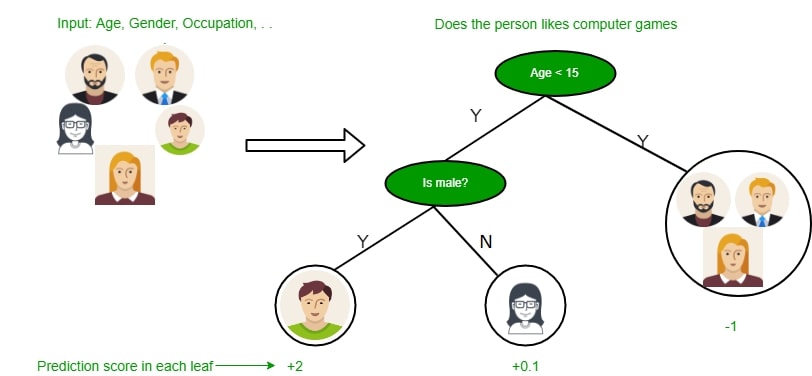 Input: Age, Gender, Occupation, . .
Does the person likes computer games
Age < 15
Y
Y
Is male?
Y
N
-1
Prediction score in each leaf
+2
+0.1